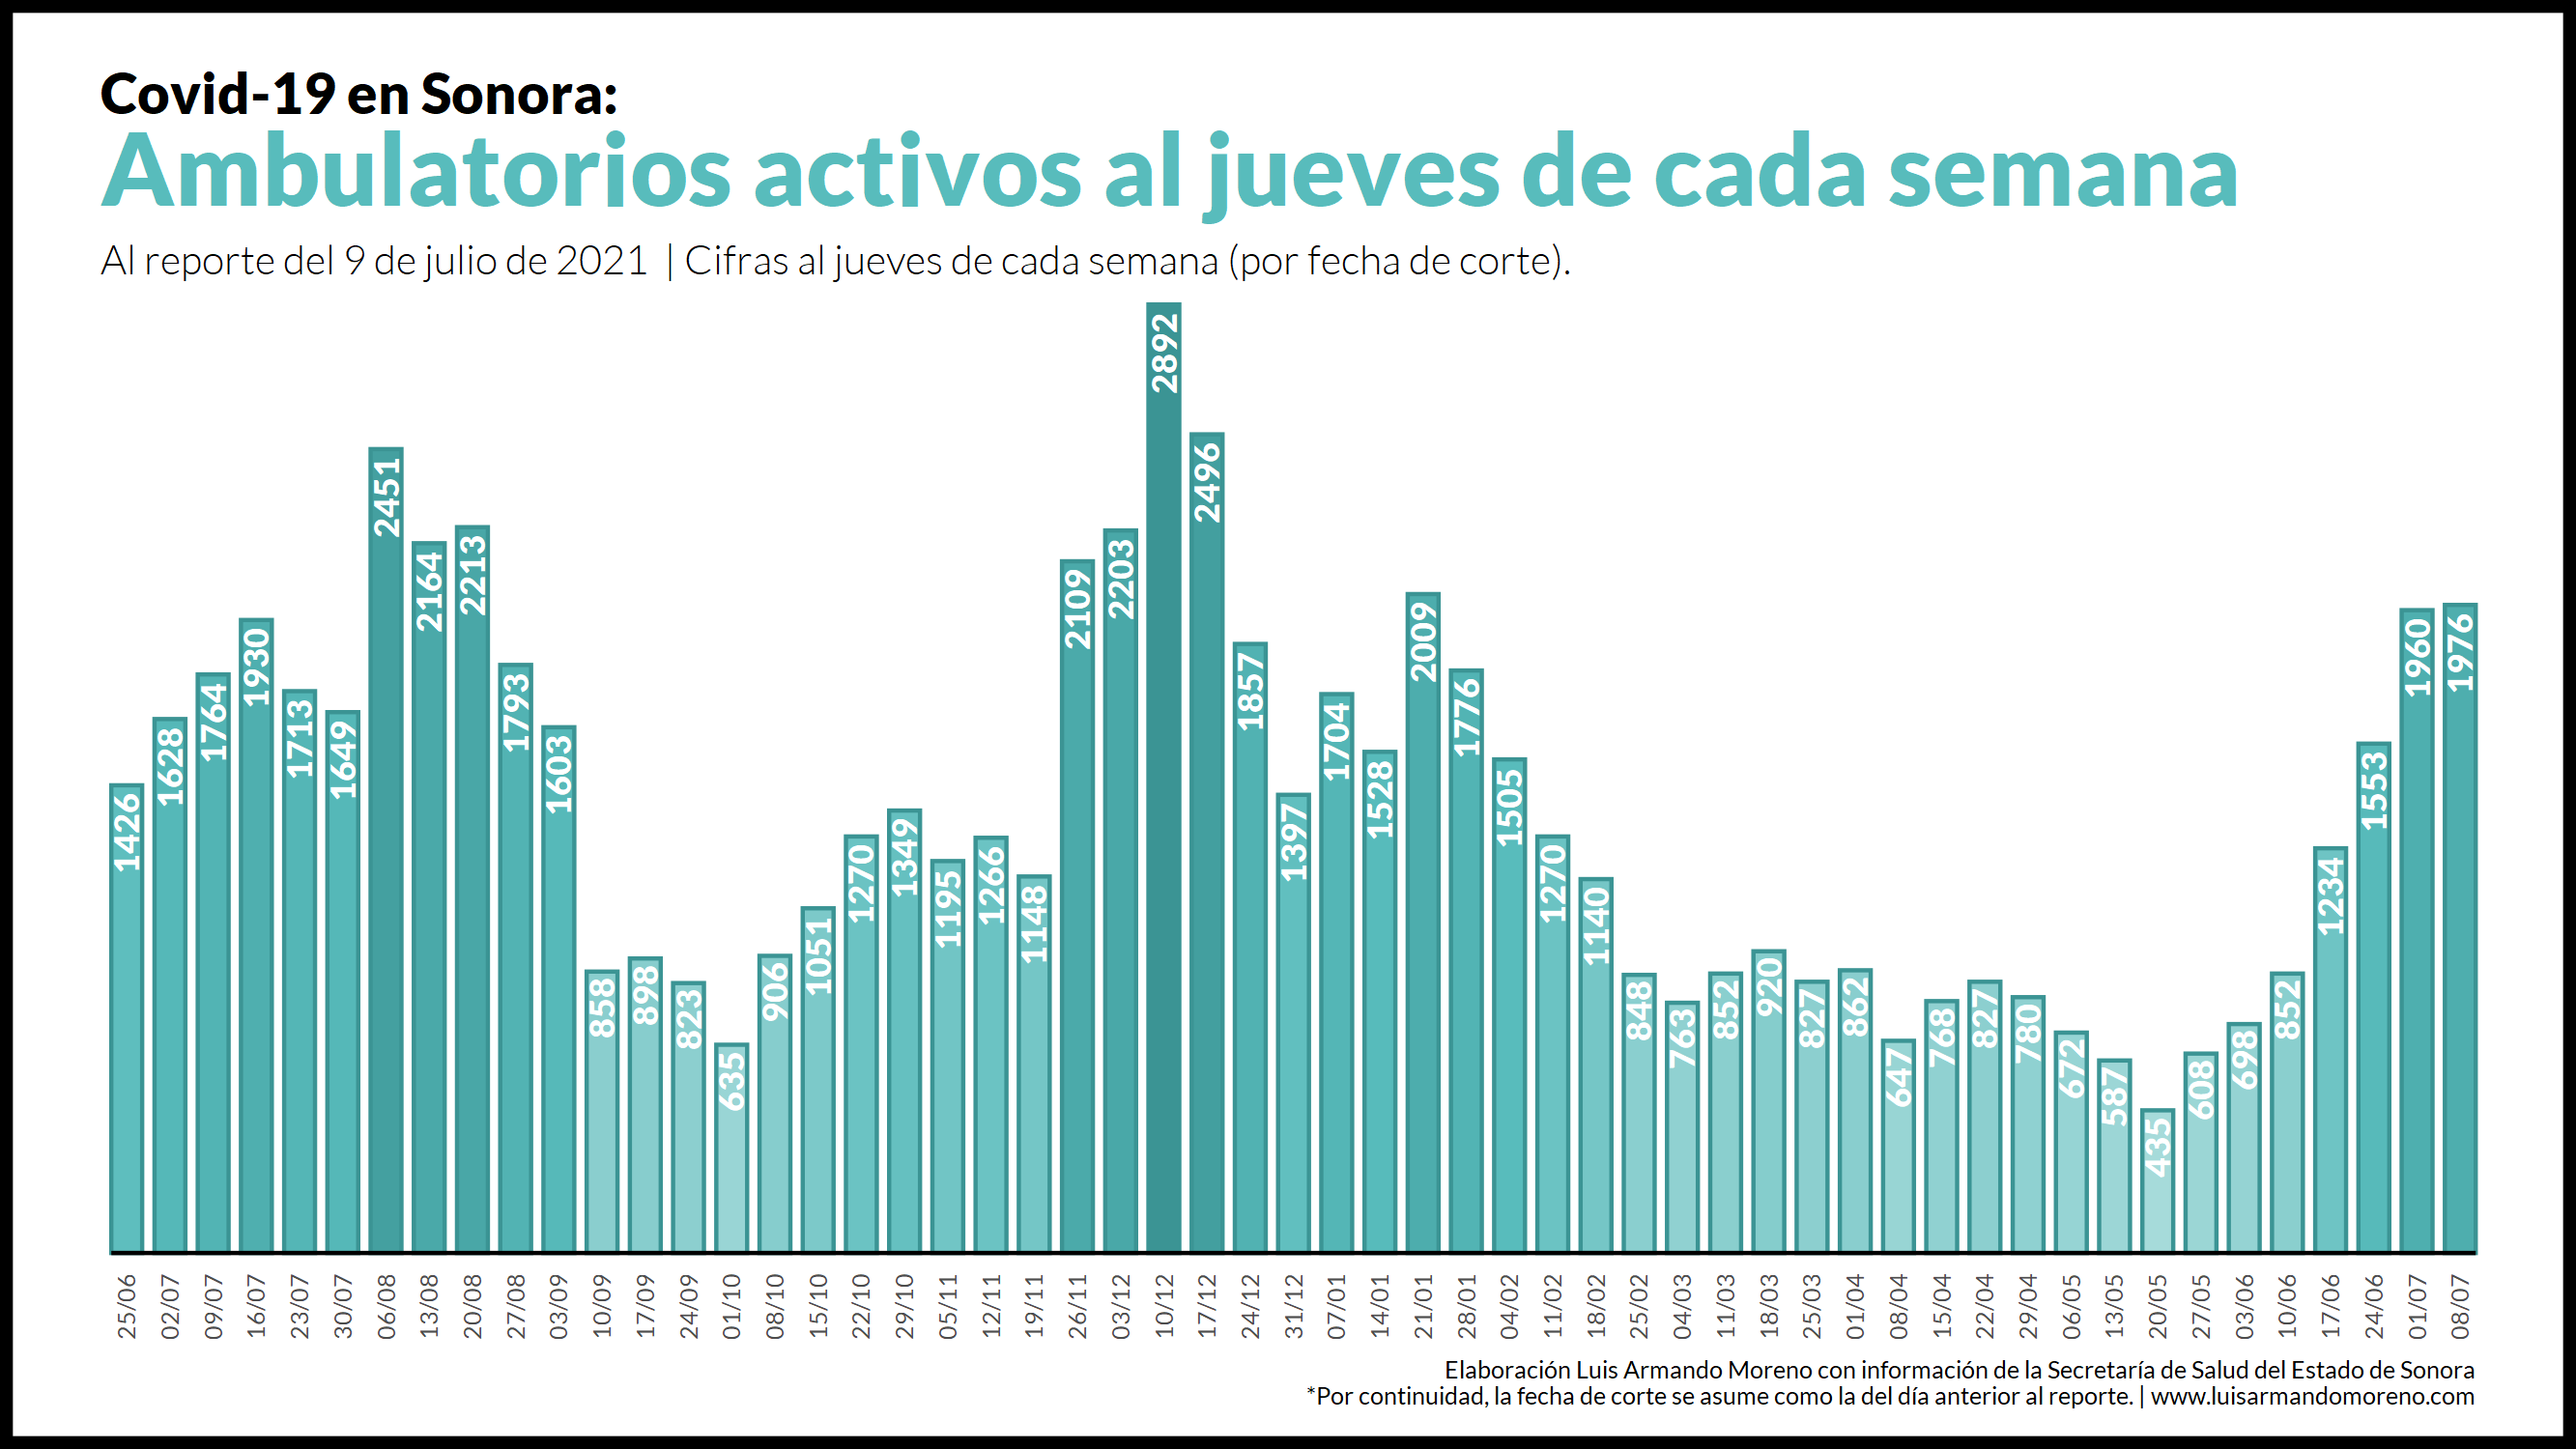 Covid-19 en Sonora:
Ambulatorios activos al jueves de cada semana
Al reporte del 9 de julio de 2021 | Cifras al jueves de cada semana (por fecha de corte).
1426 1628 1764 1930 1713 1649 2451 2164 2213 1793 1603 858 898 823 635 906 1051 1270 1349 1195 1266 1148 2109 2203 2892 2496 1857 1397 1704 1528 2009 1776 1505 1270 1140 848 763 852 920 827 862 647 768 827 780 672 587 435 608 698 852 1234 1553 1960 1976
25/06 02/07 09/07 16/07 23/07 30/07 06/08 13/08 20/08 27/08 03/09 10/09 17/09 24/09 01/10 08/10 15/10 22/10 29/10 05/11 12/11 19/11 26/11 03/12 10/12 17/12 24/12 31/12 07/01 14/01 21/01 28/01 04/02 11/02 18/02 25/02 04/03 11/03 18/03 25/03 01/04 08/04 15/04 22/04 29/04 06/05 13/05 20/05 27/05 03/06 10/06 17/06 24/06 01/07 08/07
Elaboración Luis Armando Moreno con información de la Secretaría de Salud del Estado de Sonora
*Por continuidad, la fecha de corte se asume como la del día anterior al reporte. | www.luisarmandomoreno.com